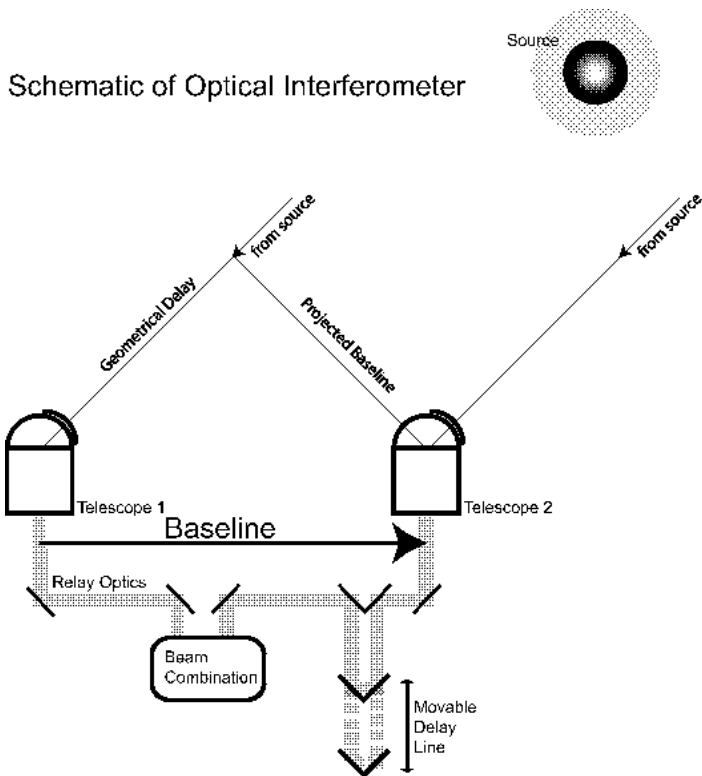 Source
Schematic of Optical Interferometer
from source
from source
Geometrical Delay
Projected Baseline
Telescope 1
Telescope 2
Baseline
Relay Optics
Beam
Combination
Movable
Delay
Line